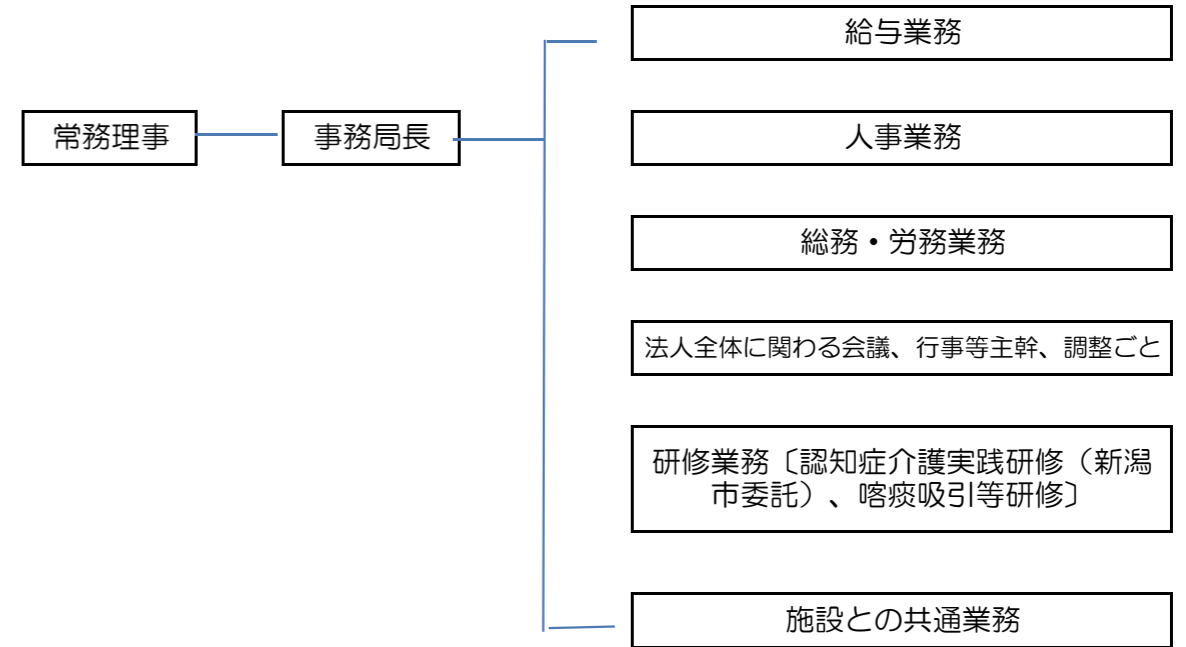 給与業務
常務理事
事務局長
人事業務
総務・労務業務
法人全体に関わる会議、行事等主幹、調整ごと
研修業務〔認知症介護実践研修（新潟
市委託）、喀痰吸引等研修〕
施設との共通業務